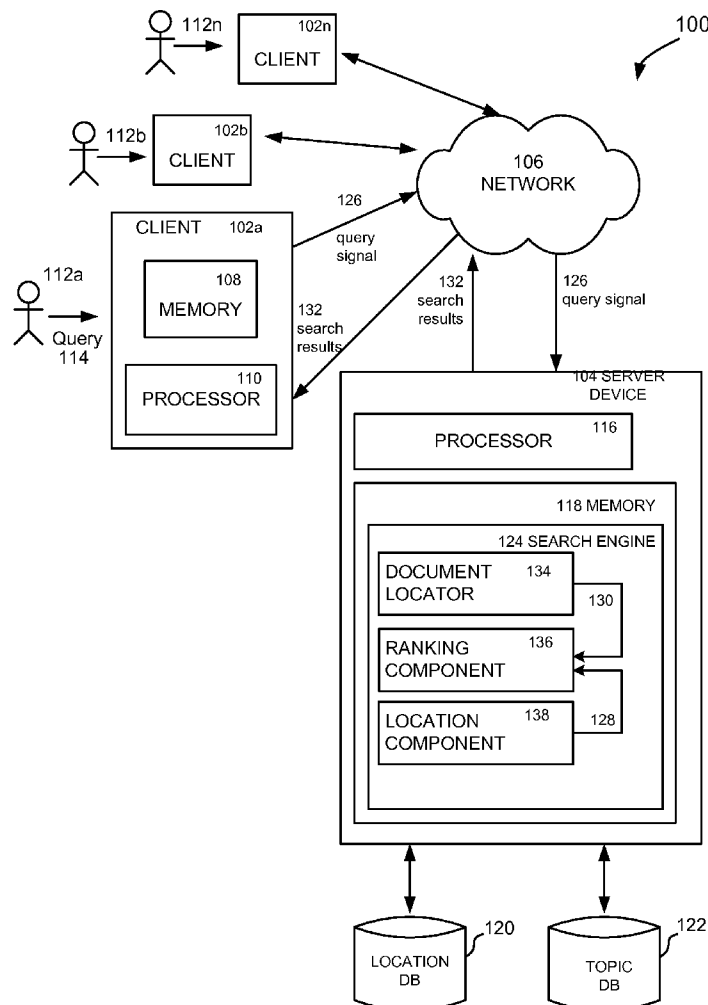 100
112n
102n
CLIENT
112b
102b
CLIENT
106
NETWORK
CLIENT 102a
126
query
signal
112a
Query
114
108
MEMORY
110
PROCESSOR
132
search
results
132
search
results
126
query signal
104 SERVER
DEVICE
PROCESSOR 116
118 MEMORY
124 SEARCH ENGINE
DOCUMENT 134
LOCATOR
130
RANKING 136
COMPONENT
LOCATION 138
COMPONENT
128
120
LOCATION
DB
122
TOPIC
DB